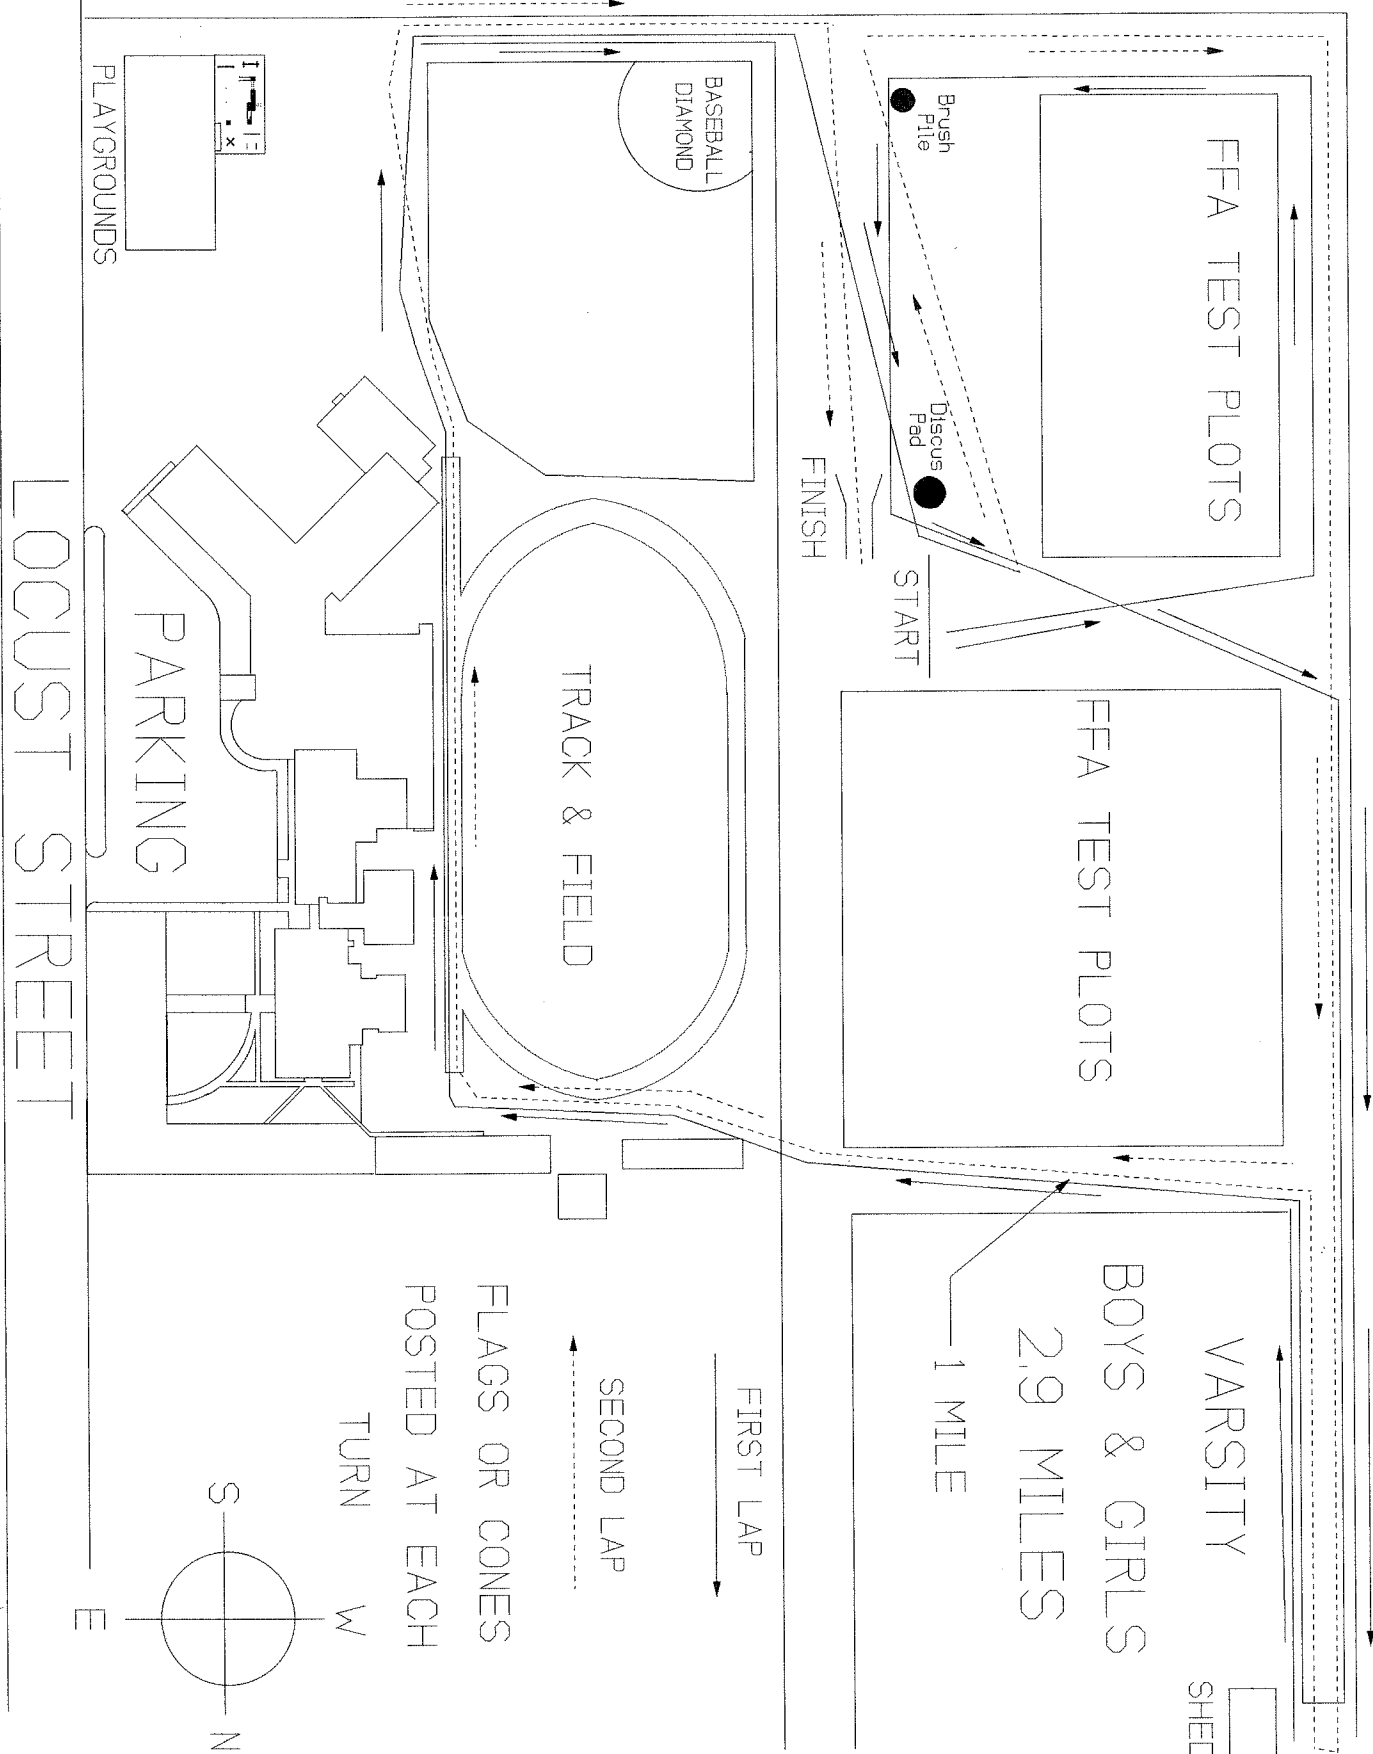 FFA TEST PLOTS
Brush
Pile
Discus
Pad
BASEBALL
DIAMOND
PLAYGROUNDS
FINISH
START
FFA TEST PLOTS
TRACK & FIELD
PARKING
LOCUST STREET
VARSITY
BOYS & GIRLS
2.9 MILES
1 MILE
SHED
FIRST LAP
SECOND LAP
FLAGS OR CONES
POSTED AT EACH
TURN
S
W
E
N